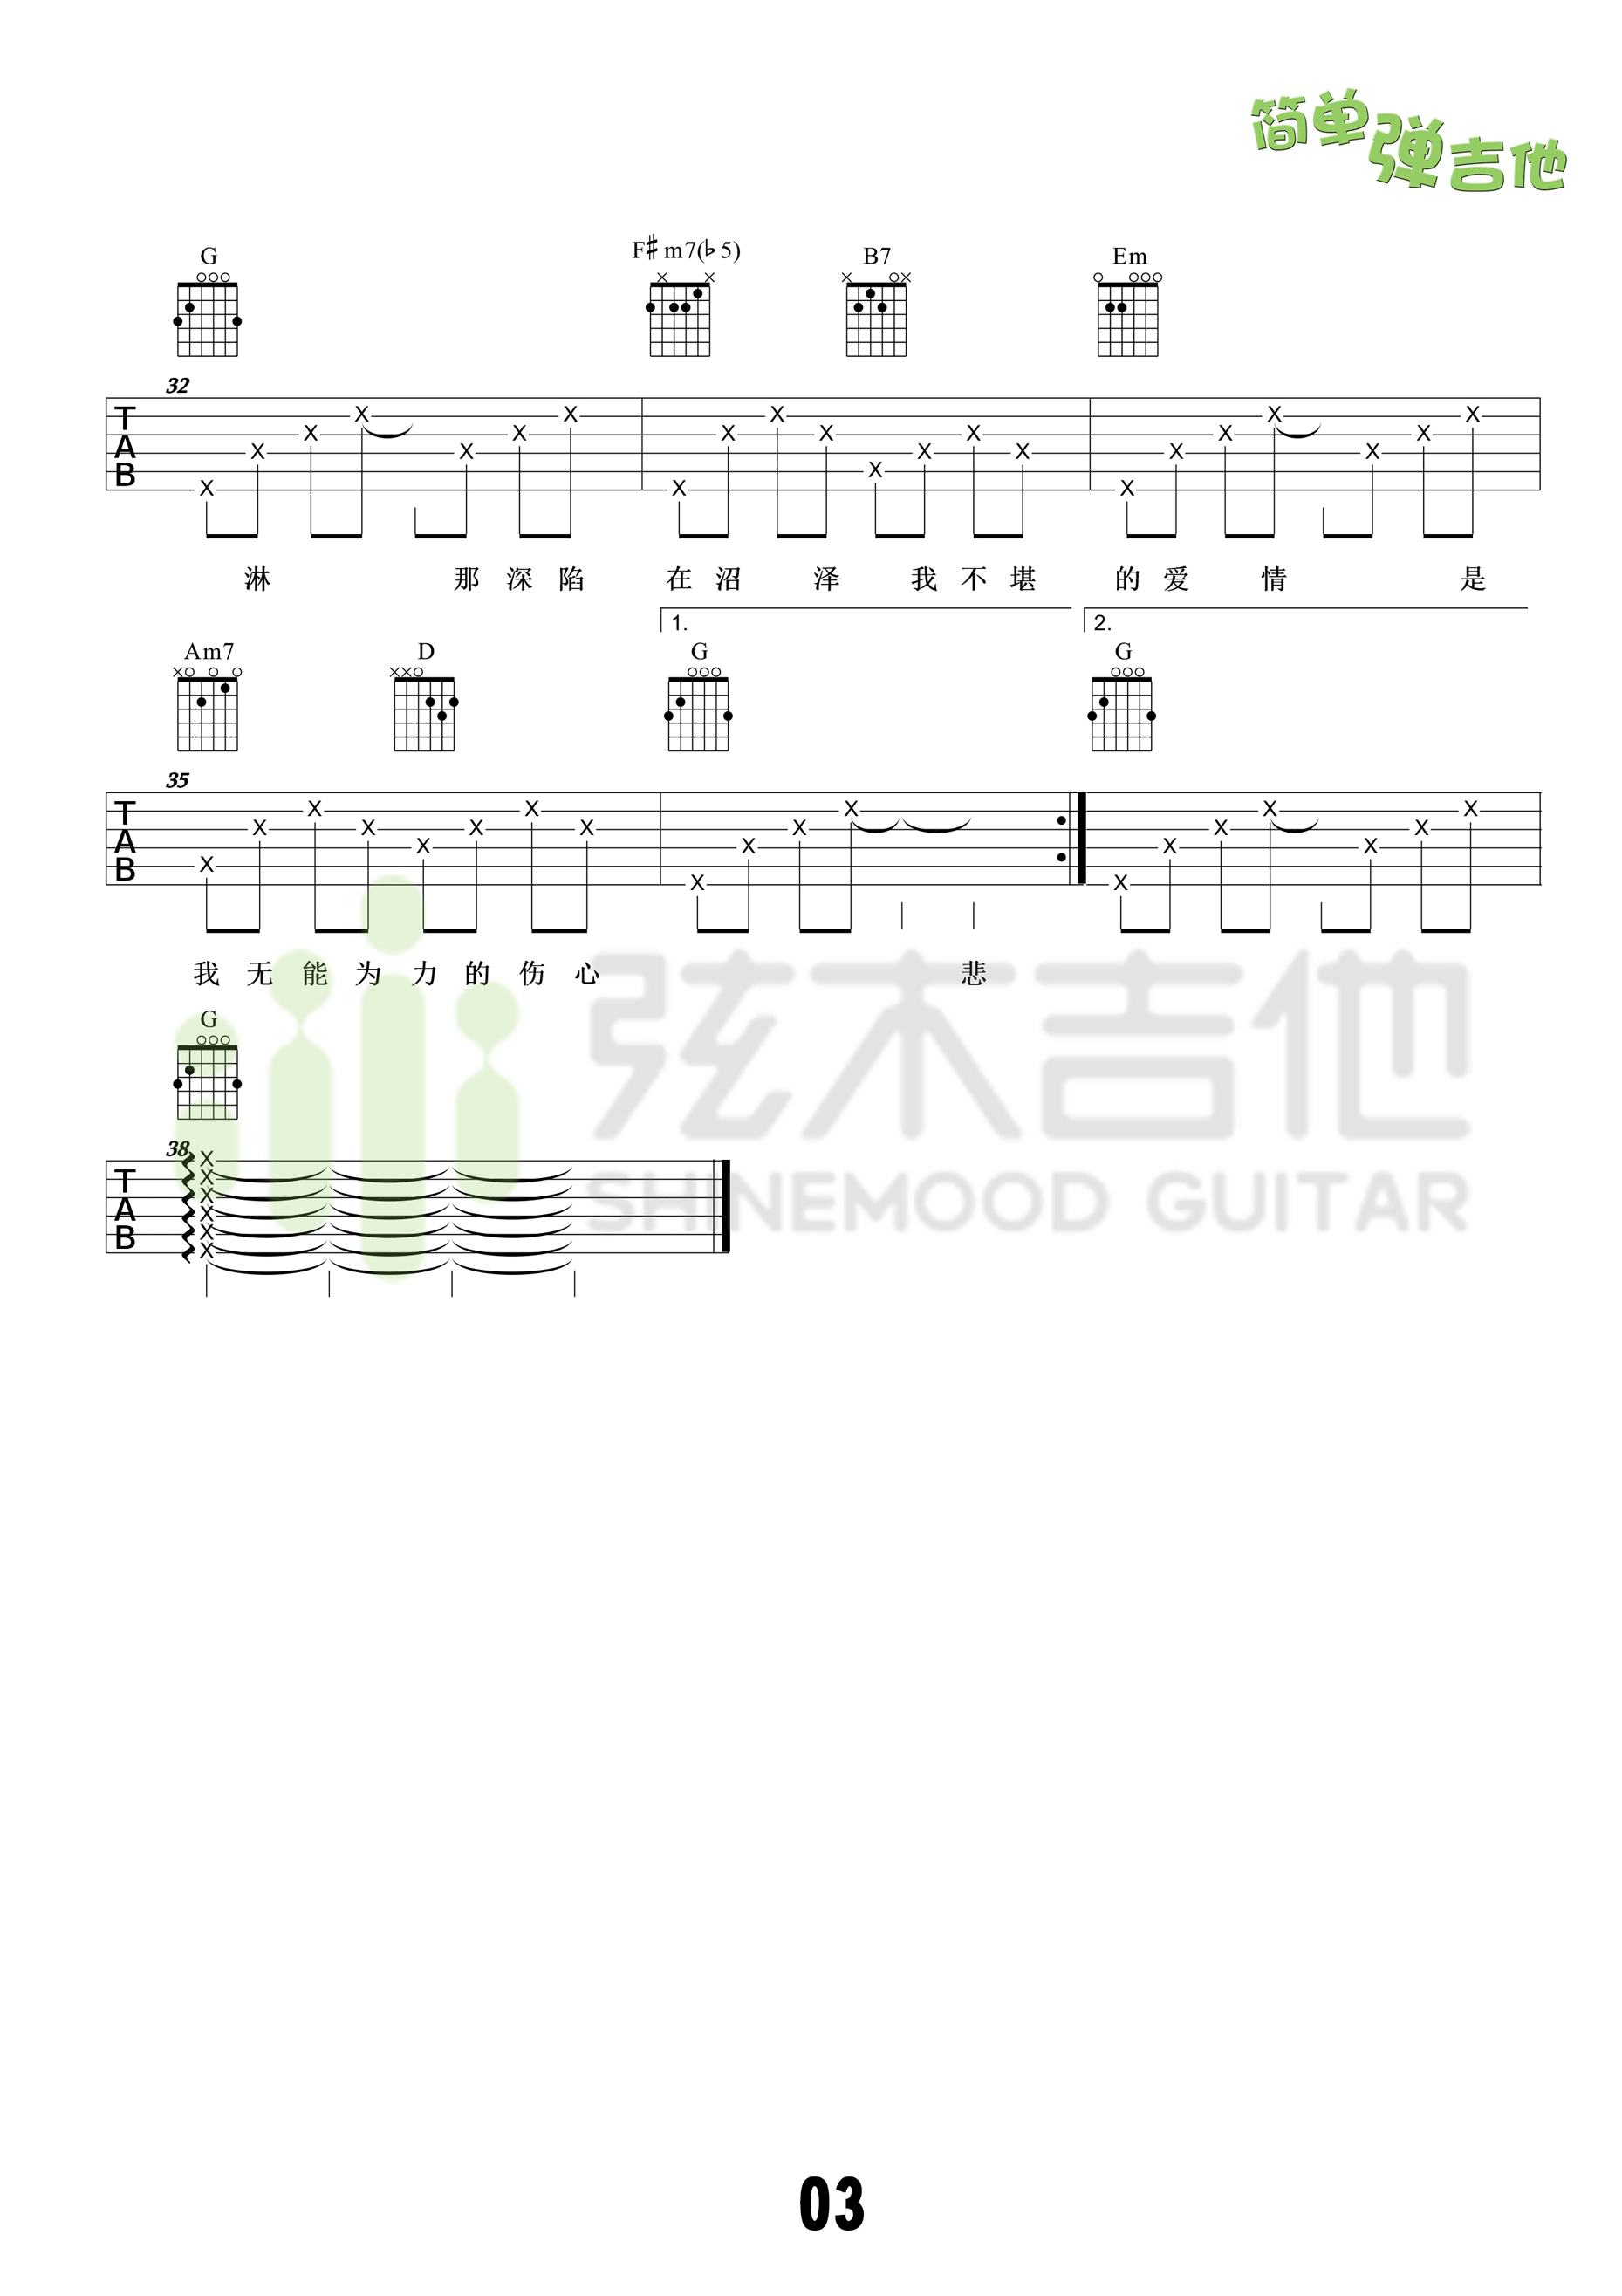 简单弹吉他
G F♯m7(♭5) B7 Em
32
TAB
淋 那深陷 在沼 泽 我不堪 的爱 情 是
1. 2.
Am7 D G G
35
TAB
我无能为力的伤心 悲
G
38
TAB
弦木吉他
SHINEMOOD GUITAR
03